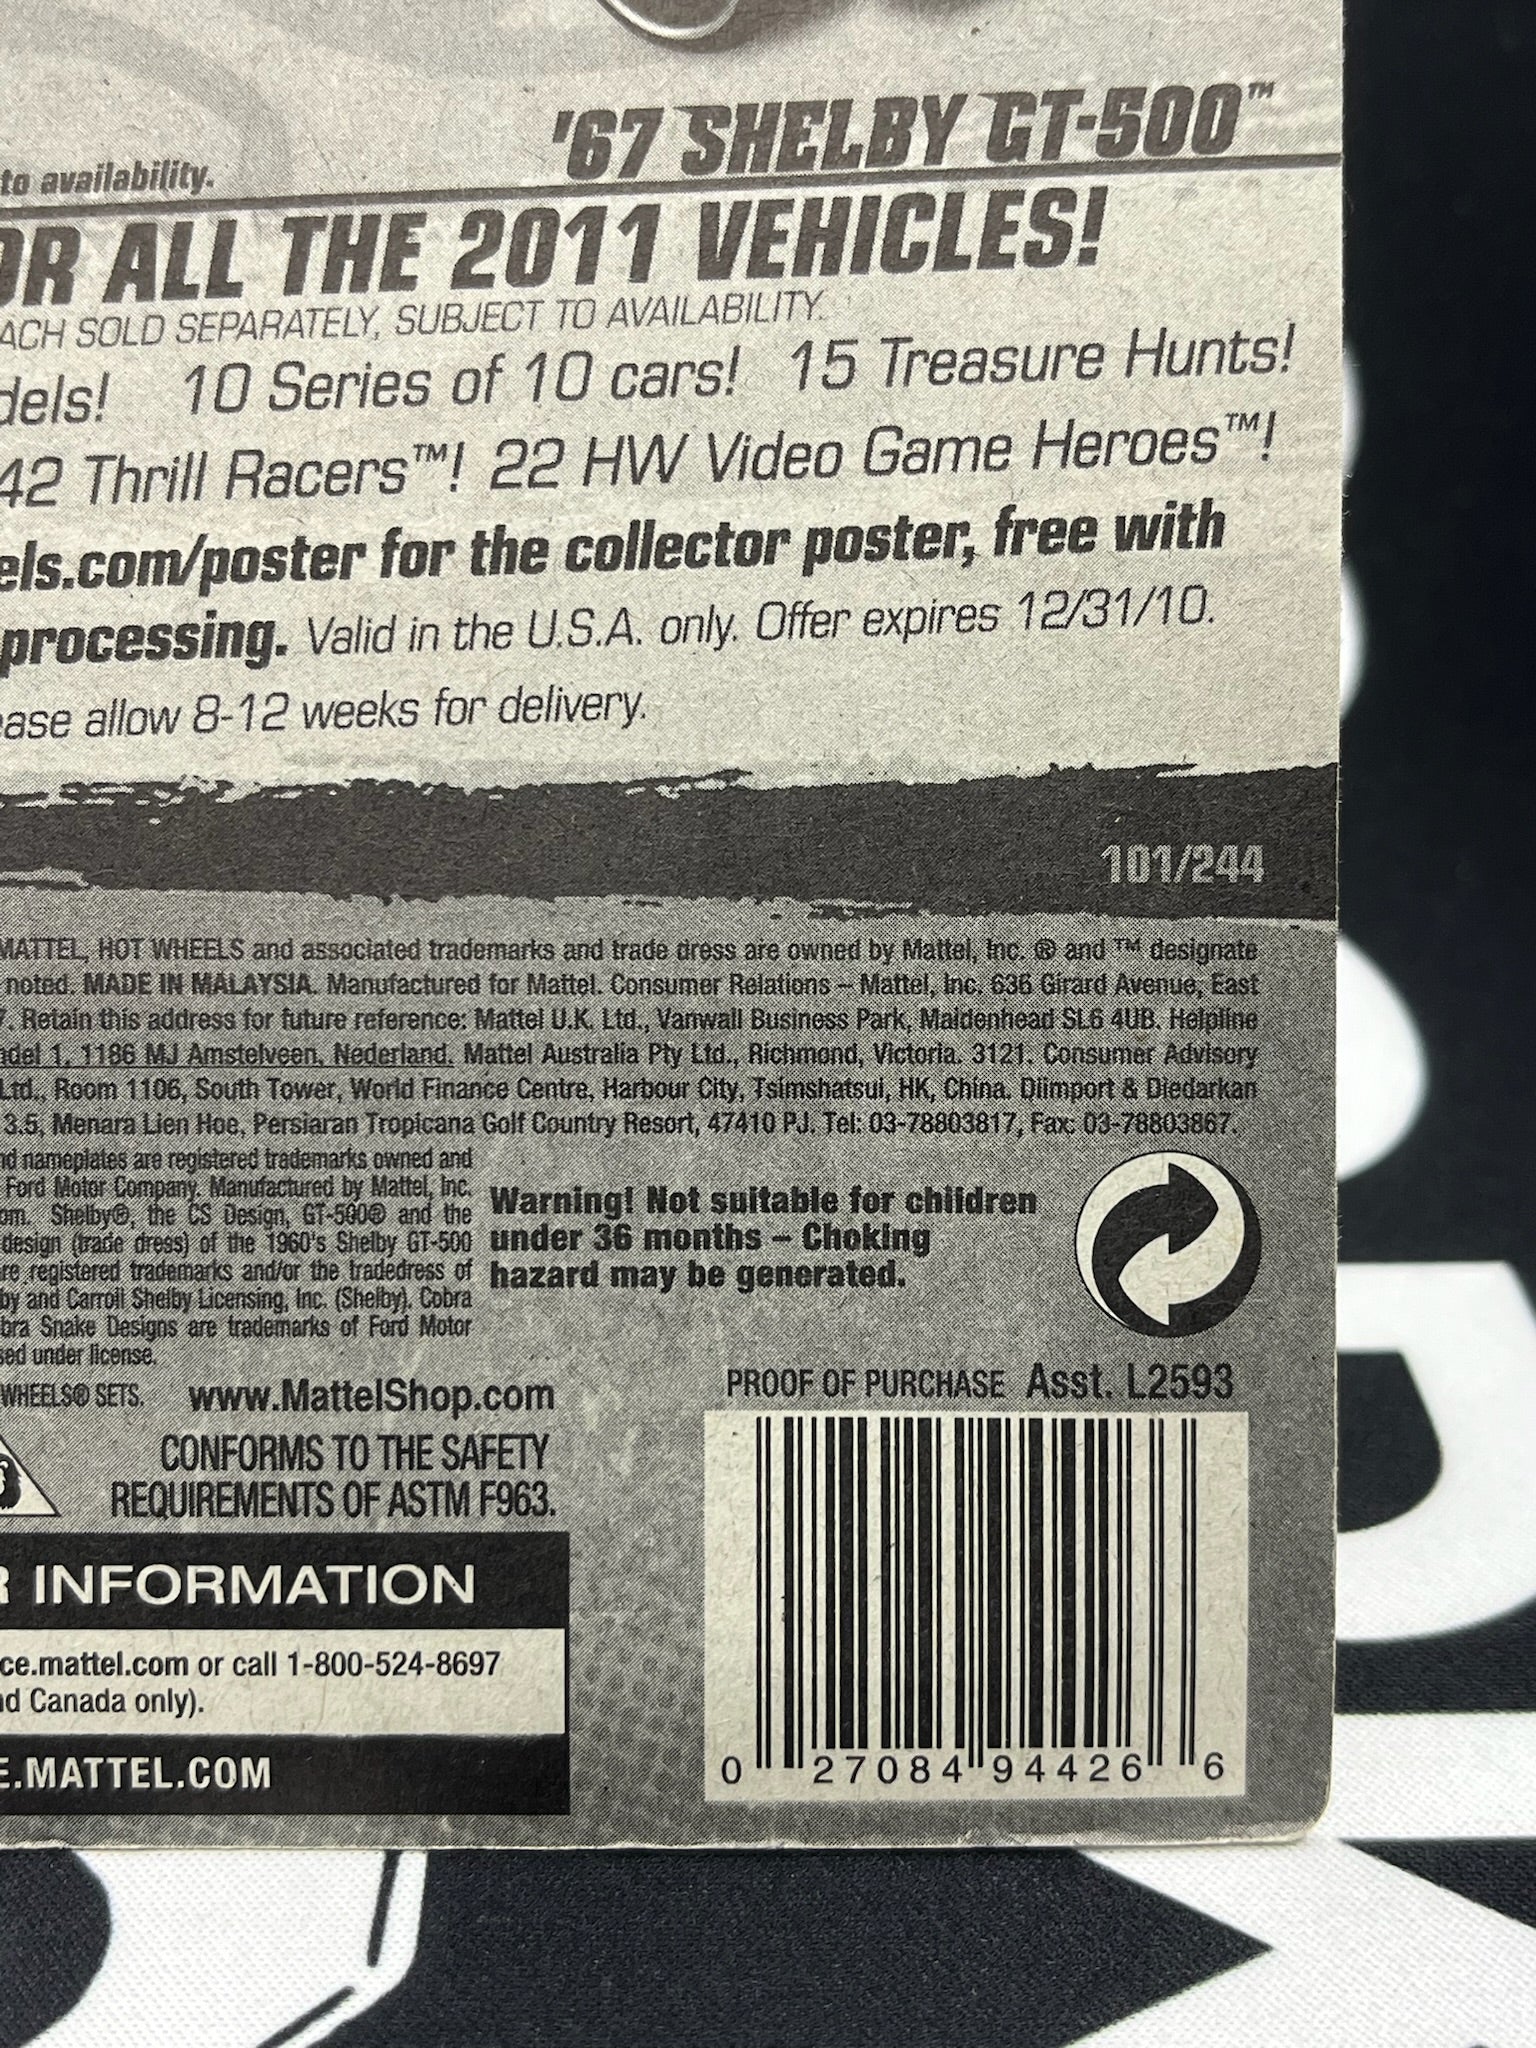 '67 SHELBY GT-500™
to availability.
OR ALL THE 2011 VEHICLES!
ACH SOLD SEPARATELY, SUBJECT TO AVAILABILITY.
dels! 10 Series of 10 cars! 15 Treasure Hunts!
42 Thrill Racers™! 22 HW Video Game Heroes™!
els.com/poster for the collector poster, free with
processing. Valid in the U.S.A. only. Offer expires 12/31/10.
ease allow 8-12 weeks for delivery.
101/244
MATTEL, HOT WHEELS and associated trademarks and trade dress are owned by Mattel, Inc. ® and ™ designate
noted. MADE IN MALAYSIA. Manufactured for Mattel. Consumer Relations – Mattel, Inc. 636 Girard Avenue, East
7. Retain this address for future reference: Mattel U.K. Ltd., Vanwall Business Park, Maidenhead SL6 4UB. Helpline
ndel 1, 1186 MJ Amstelveen, Nederland. Mattel Australia Pty Ltd., Richmond, Victoria. 3121. Consumer Advisory
Ltd., Room 1106, South Tower, World Finance Centre, Harbour City, Tsimshatsui, HK, China. Diimport & Diedarkan
3.5, Menara Lien Hoe, Persiaran Tropicana Golf Country Resort, 47410 PJ. Tel: 03-78803817, Fax: 03-78803867.
nd nameplates are registered trademarks owned and
Ford Motor Company. Manufactured by Mattel, Inc.
om. Shelby®, the CS Design, GT-500® and the
design (trade dress) of the 1960's Shelby GT-500
re registered trademarks and/or the tradedress of
by and Carroll Shelby Licensing, Inc. (Shelby). Cobra
bra Snake Designs are trademarks of Ford Motor
sed under license.
Warning! Not suitable for children
under 36 months – Choking
hazard may be generated.
WHEELS® SETS. www.MattelShop.com
PROOF OF PURCHASE Asst. L2593
CONFORMS TO THE SAFETY
REQUIREMENTS OF ASTM F963.
R INFORMATION
ce.mattel.com or call 1-800-524-8697
nd Canada only).
E.MATTEL.COM
0 27084 94426 6